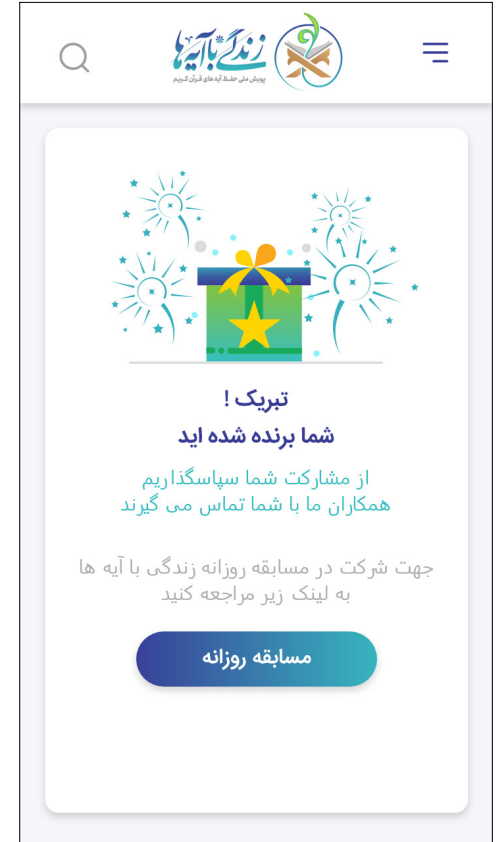 زندگی با آیه‌ها
پویش ملی حفظ آیه های قرآن کریم
تبریک !
شما برنده شده اید
از مشارکت شما سپاسگذاریم
همکاران ما با شما تماس می گیرند
جهت شرکت در مسابقه روزانه زندگی با آیه ها
به لینک زیر مراجعه کنید
مسابقه روزانه